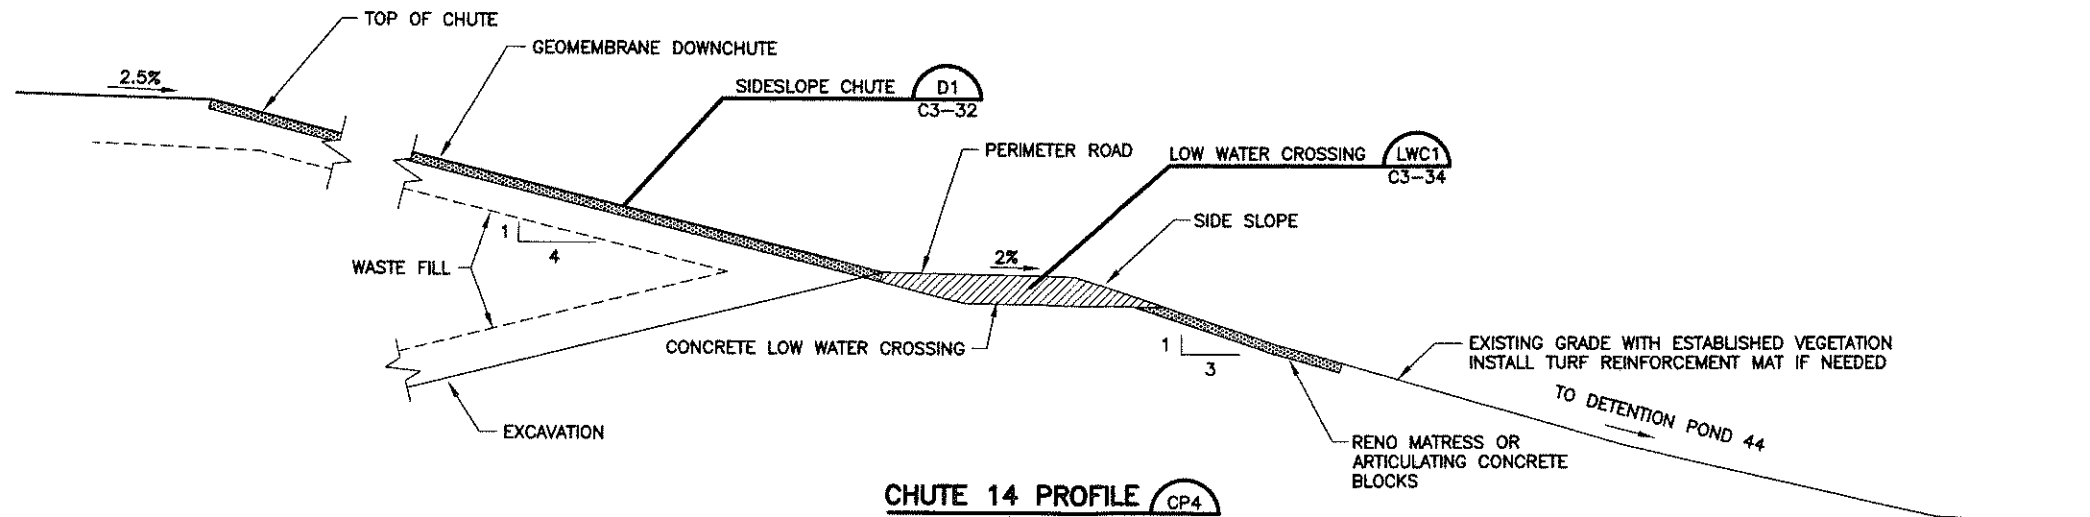 TOP OF CHUTE
GEOMEMBRANE DOWNCHUTE
2.5%
SIDESLOPE CHUTE
D1
C3-32
PERIMETER ROAD
LOW WATER CROSSING
LWC1
C3-34
SIDE SLOPE
1
4
WASTE FILL
2%
CONCRETE LOW WATER CROSSING
1
3
EXISTING GRADE WITH ESTABLISHED VEGETATION
INSTALL TURF REINFORCEMENT MAT IF NEEDED
TO DETENTION POND 44
EXCAVATION
RENO MATRESS OR
ARTICULATING CONCRETE
BLOCKS
CHUTE 14 PROFILE
CP4